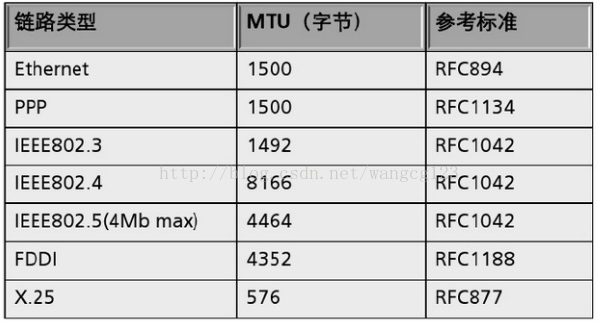 链路类型 MTU（字节） 参考标准
Ethernet 1500 RFC894
PPP 1500 RFC1134
IEEE802.3 1492 RFC1042
http://blog.csdn.net/wangcg123
IEEE802.4 8166 RFC1042
IEEE802.5(4Mb max) 4464 RFC1042
FDDI 4352 RFC1188
X.25 576 RFC877